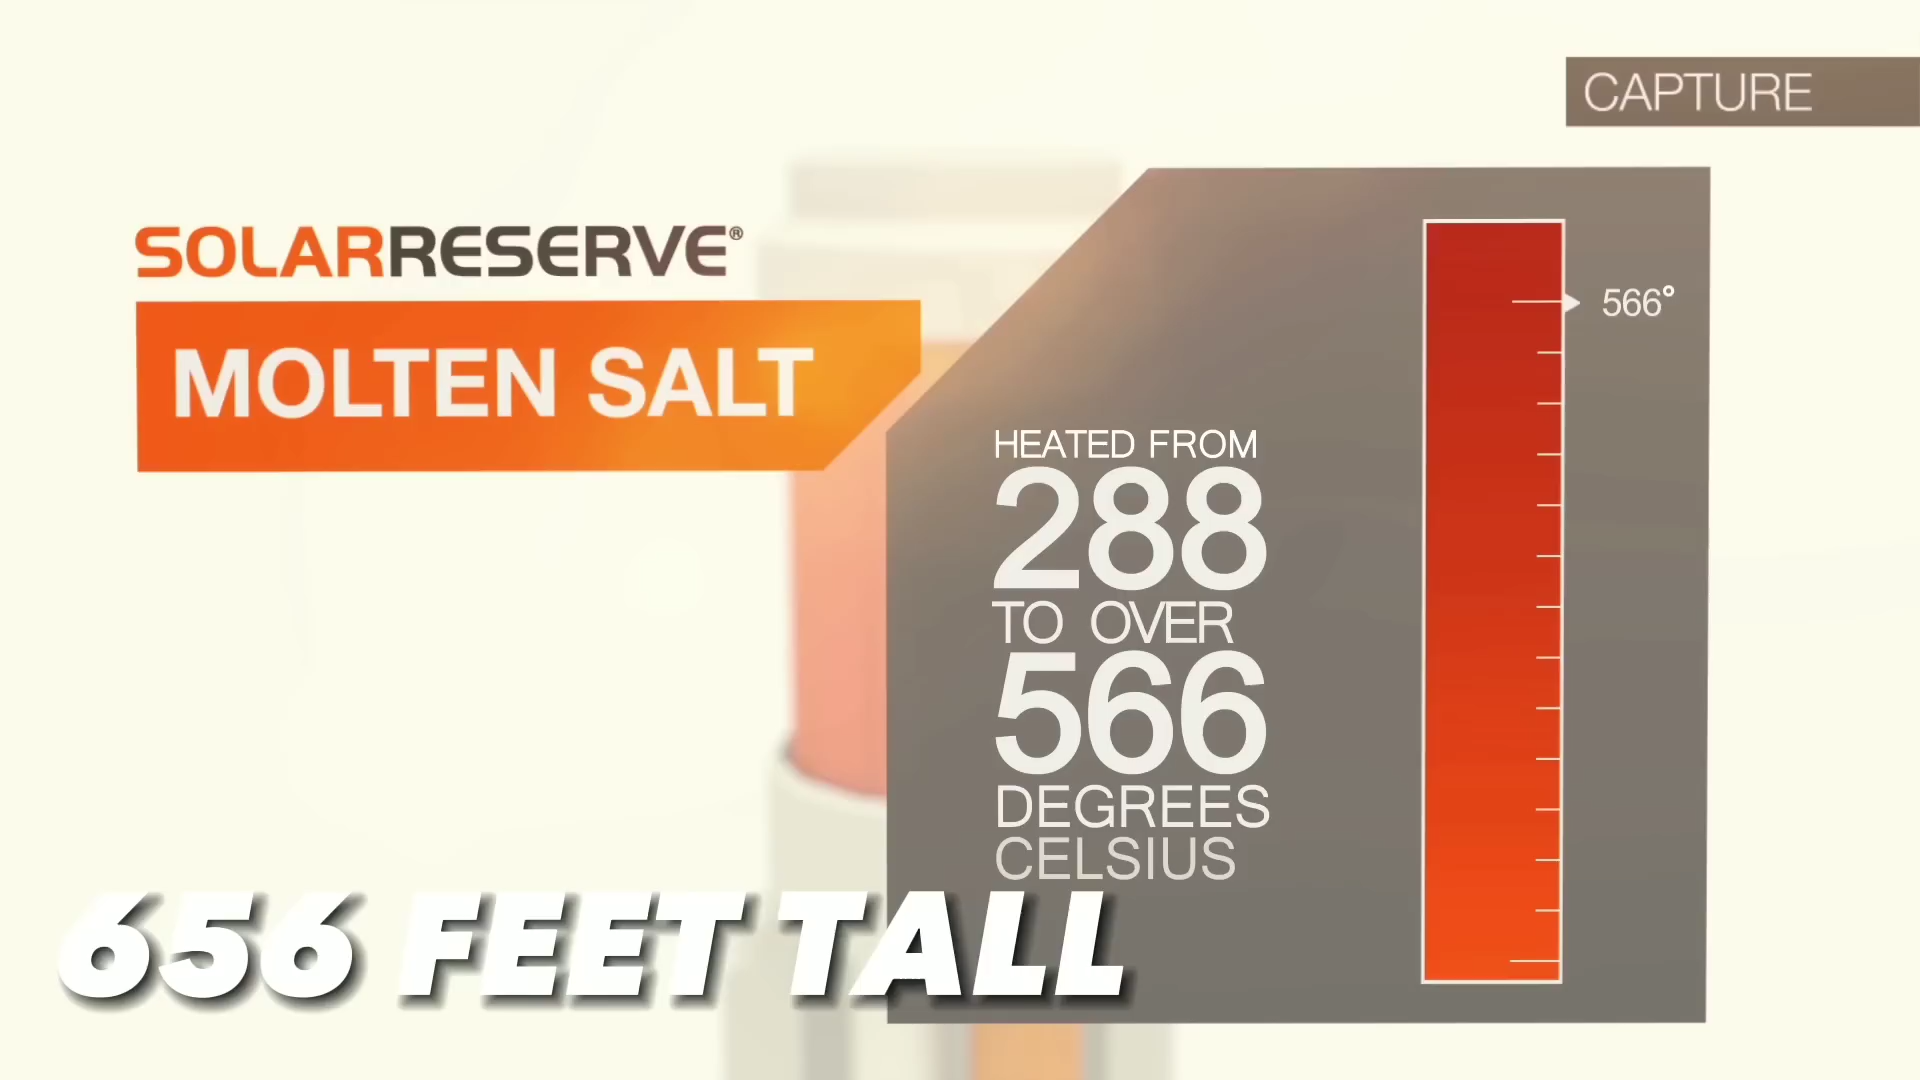 CAPTURE
SOLARRESERVE®
MOLTEN SALT
566°
HEATED FROM
288
TO OVER
566
DEGREES
CELSIUS
656 FEET TALL